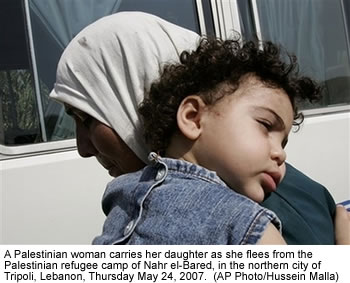 A Palestinian woman carries her daughter as she flees from the
Palestinian refugee camp of Nahr el-Bared, in the northern city of
Tripoli, Lebanon, Thursday May 24, 2007.  (AP Photo/Hussein Malla)